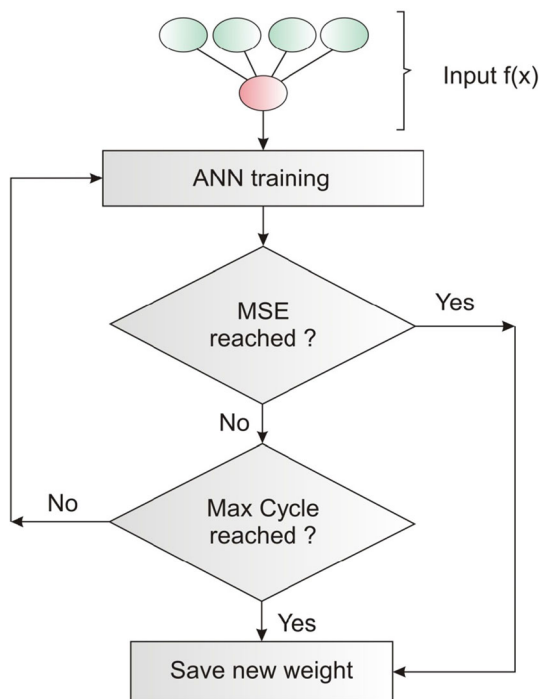 Input f(x)
ANN training
MSE
reached ?
Yes
No
Max Cycle
reached ?
No
Yes
Save new weight